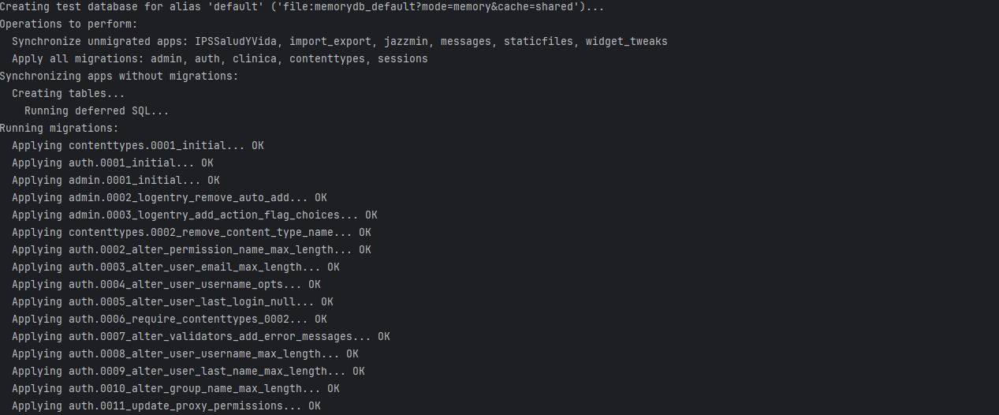 Creating test database for alias 'default' ('file:memorydb_default?mode=memory&cache=shared')...
Operations to perform:
  Synchronize unmigrated apps: IPSSaludYVida, import_export, jazzmin, messages, staticfiles, widget_tweaks
  Apply all migrations: admin, auth, clinica, contenttypes, sessions
Synchronizing apps without migrations:
  Creating tables...
    Running deferred SQL...
Running migrations:
  Applying contenttypes.0001_initial... OK
  Applying auth.0001_initial... OK
  Applying admin.0001_initial... OK
  Applying admin.0002_logentry_remove_auto_add... OK
  Applying admin.0003_logentry_add_action_flag_choices... OK
  Applying contenttypes.0002_remove_content_type_name... OK
  Applying auth.0002_alter_permission_name_max_length... OK
  Applying auth.0003_alter_user_email_max_length... OK
  Applying auth.0004_alter_user_username_opts... OK
  Applying auth.0005_alter_user_last_login_null... OK
  Applying auth.0006_require_contenttypes_0002... OK
  Applying auth.0007_alter_validators_add_error_messages... OK
  Applying auth.0008_alter_user_username_max_length... OK
  Applying auth.0009_alter_user_last_name_max_length... OK
  Applying auth.0010_alter_group_name_max_length... OK
  Applying auth.0011_update_proxy_permissions... OK